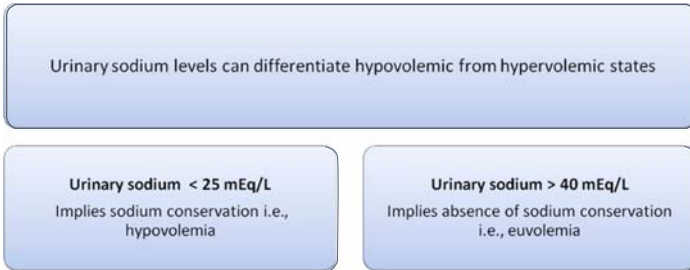 Urinary sodium levels can differentiate hypovolemic from hypervolemic states
Urinary sodium < 25 mEq/L
Implies sodium conservation i.e.,
hypovolemia
Urinary sodium > 40 mEq/L
Implies absence of sodium conservation
i.e., euvolemia